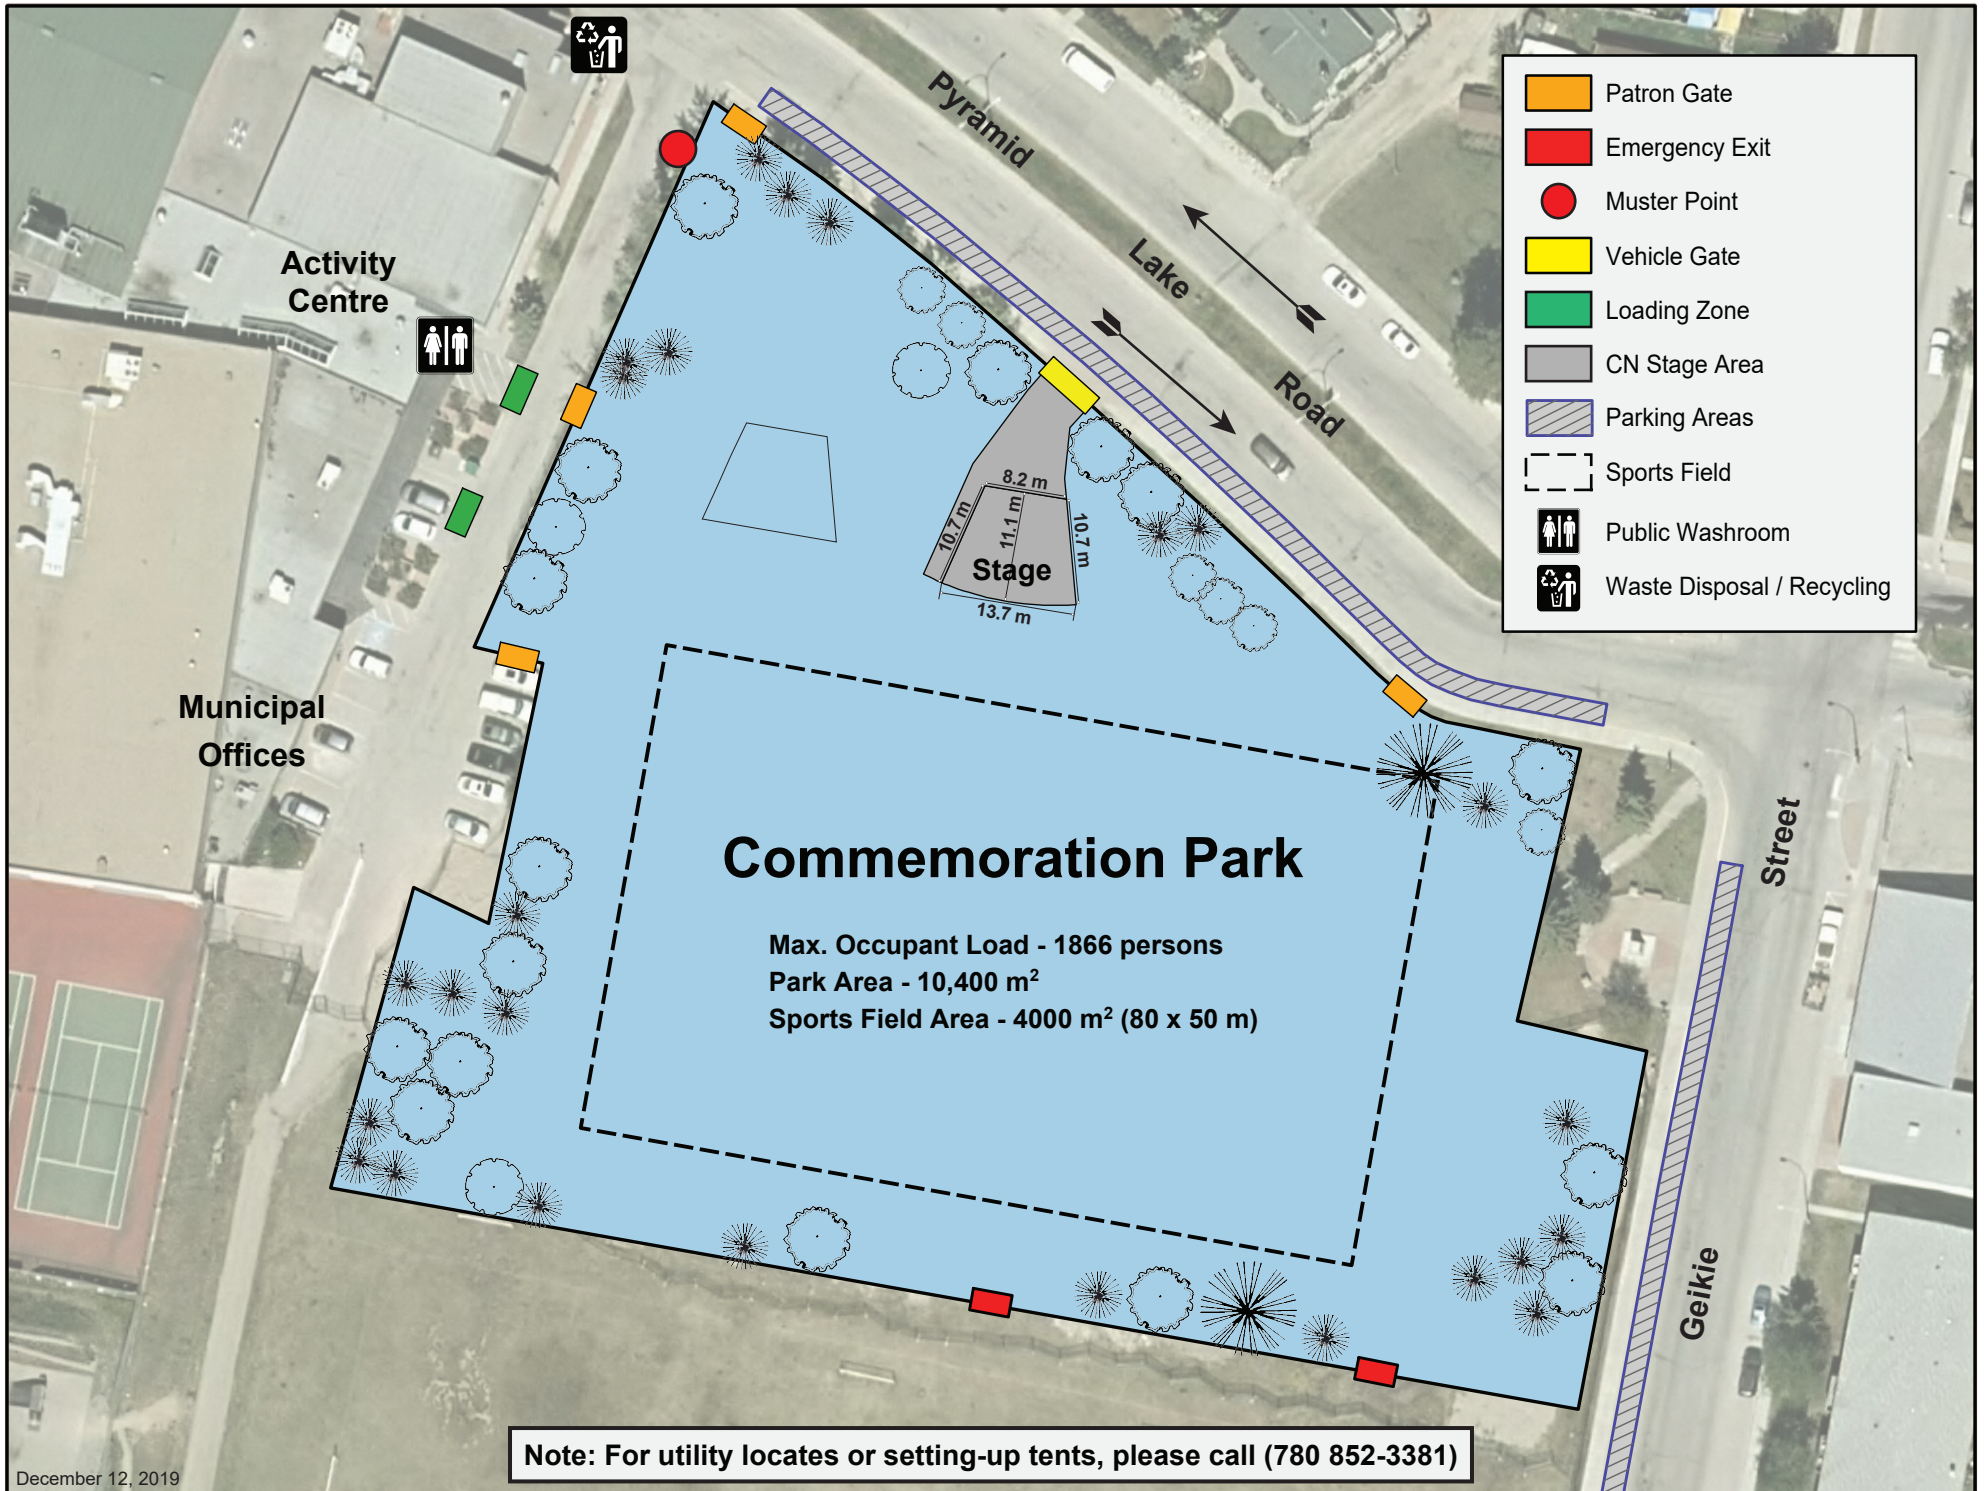 Pyramid
Lake
Road
Patron Gate
Emergency Exit
Muster Point
Vehicle Gate
Loading Zone
CN Stage Area
Parking Areas
Sports Field
Public Washroom
Waste Disposal / Recycling
Activity
Centre
8.2 m
10.7 m
11.1 m
10.7 m
Stage
13.7 m
Municipal
Offices
Commemoration Park
Max. Occupant Load - 1866 persons
Park Area - 10,400 m²
Sports Field Area - 4000 m² (80 x 50 m)
Geikie
Street
Note: For utility locates or setting-up tents, please call (780 852-3381)
December 12, 2019